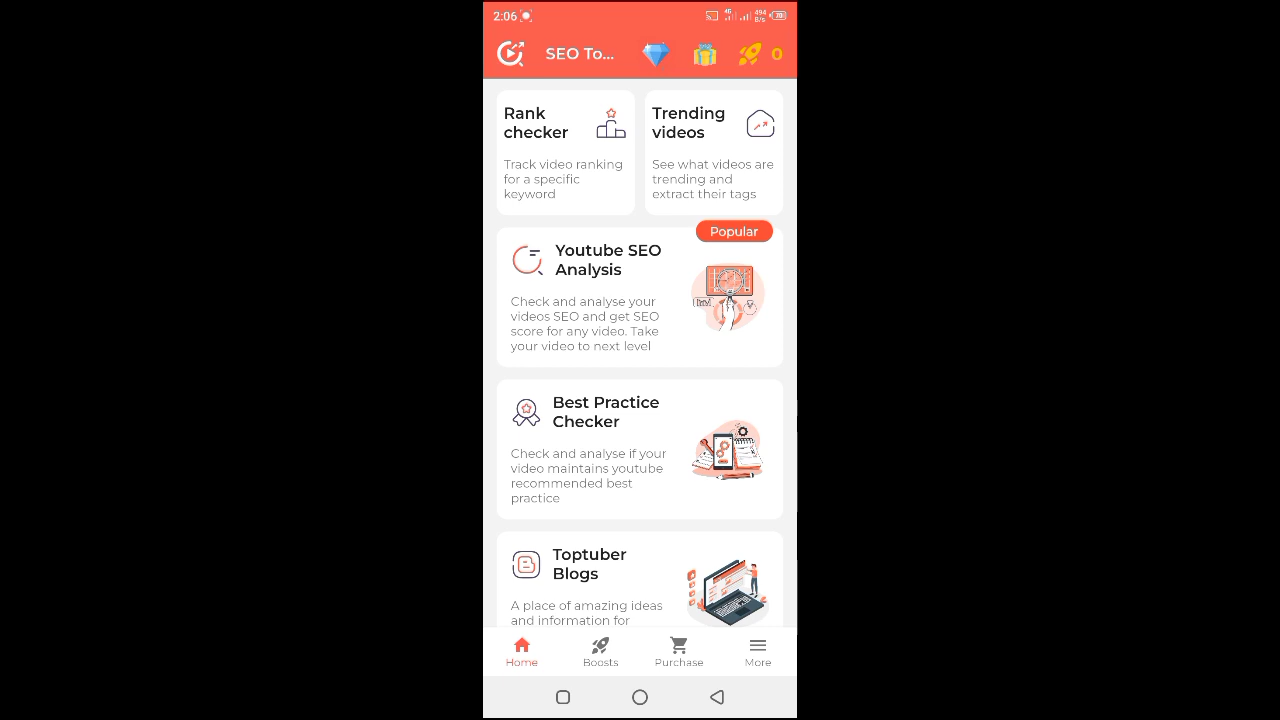 2:06
4G
494
B/s
70
SEO To...
0
Rank
checker
Track video ranking
for a specific
keyword
Trending
videos
See what videos are
trending and
extract their tags
Popular
Youtube SEO
Analysis
Check and analyse your
videos SEO and get SEO
score for any video. Take
your video to next level
Best Practice
Checker
Check and analyse if your
video maintains youtube
recommended best
practice
Toptuber
Blogs
A place of amazing ideas
and information for
Home
Boosts
Purchase
More